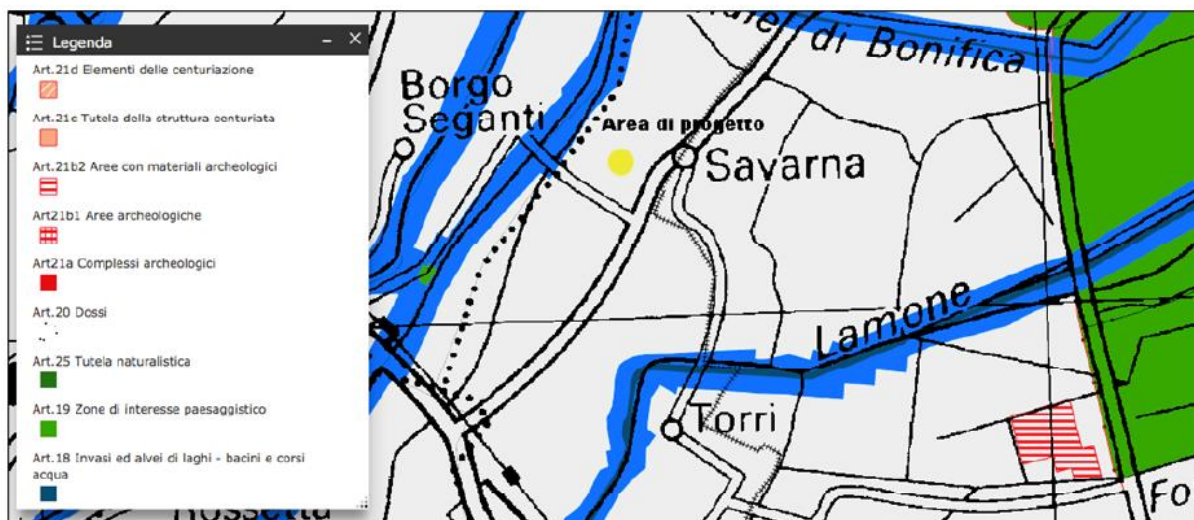 Legenda
Art.21d Elementi delle centuriazione
Art.21c Tutela della struttura centuriata
Art.21b2 Aree con materiali archeologici
Art21b1 Aree archeologiche
Art21a Complessi archeologici
Art.20 Dossi
Art.25 Tutela naturalistica
Art.19 Zone di interesse paesaggistico
Art.18 Invasi ed alvei di laghi - bacini e corsi
acqua
di Bonifica
Borgo
Seganti
Area di progetto
Savarna
Lamone
Torri
Fo